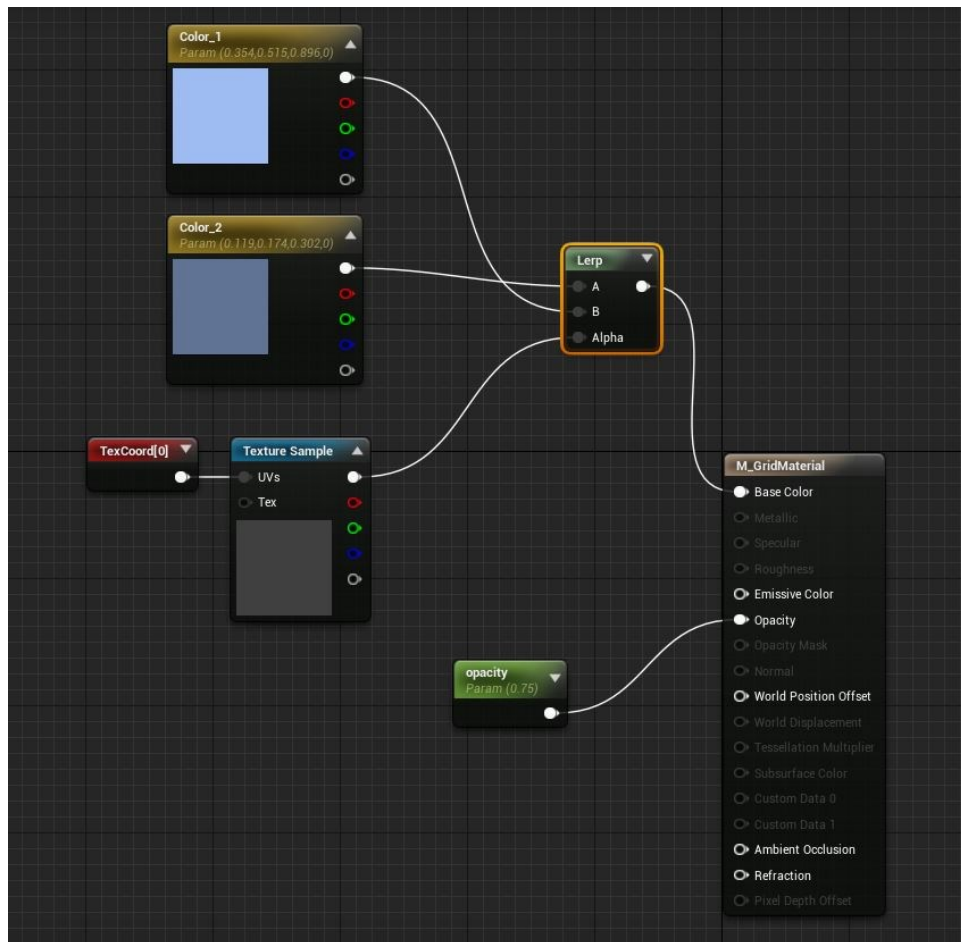 Color_1
Param (0.354,0.515,0.896,0)
Color_2
Param (0.119,0.174,0.302,0)
Lerp
A
B
Alpha
TexCoord[0]
Texture Sample
UVs
Tex
opacity
Param (0.75)
M_GridMaterial
Base Color
Metallic
Specular
Roughness
Emissive Color
Opacity
Opacity Mask
Normal
World Position Offset
World Displacement
Tessellation Multiplier
Subsurface Color
Custom Data 0
Custom Data 1
Ambient Occlusion
Refraction
Pixel Depth Offset